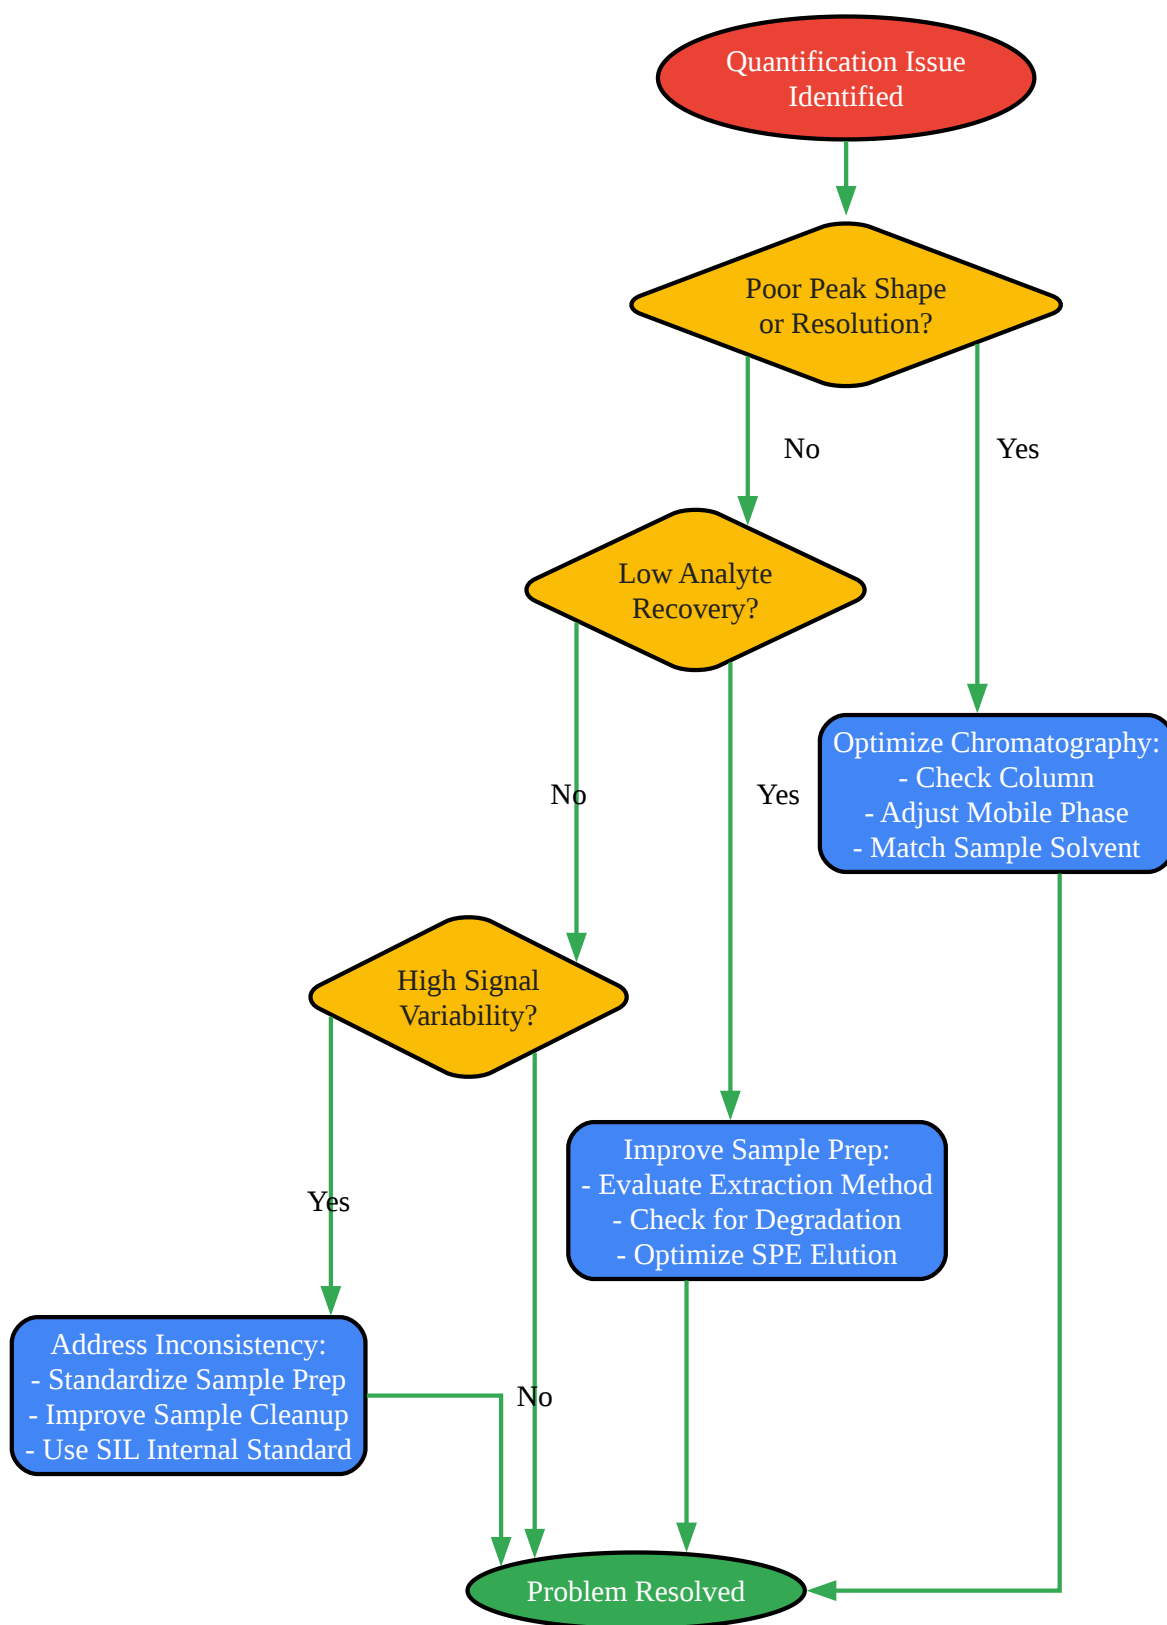 Quantification Issue
Identified
Poor Peak Shape
or Resolution?
No
Yes
Low Analyte
Recovery?
Optimize Chromatography:
- Check Column
- Adjust Mobile Phase
- Match Sample Solvent
No
Yes
High Signal
Variability?
Improve Sample Prep:
- Evaluate Extraction Method
- Check for Degradation
- Optimize SPE Elution
Yes
Address Inconsistency:
- Standardize Sample Prep
- Improve Sample Cleanup
- Use SIL Internal Standard
No
Problem Resolved